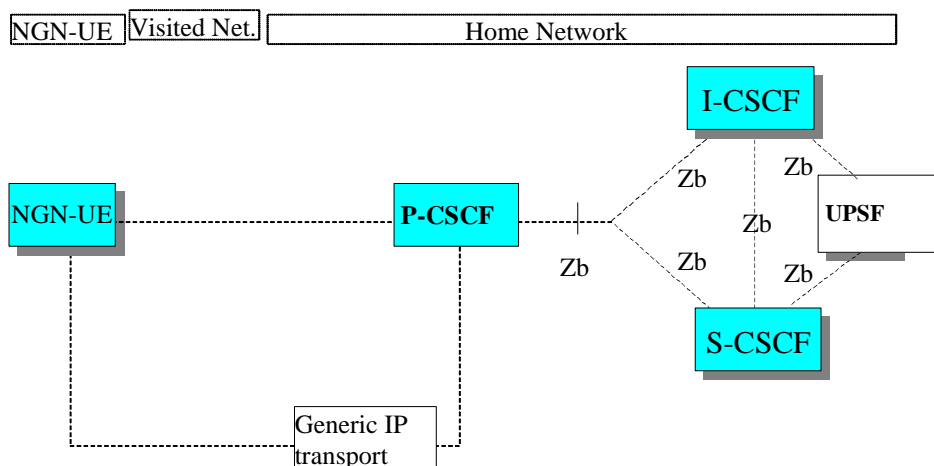 NGN-UE
Visited Net.
Home Network
I-CSCF
Zb
Zb
NGN-UE
P-CSCF
UPSF
Zb
Zb
Zb
Zb
S-CSCF
Generic IP
transport